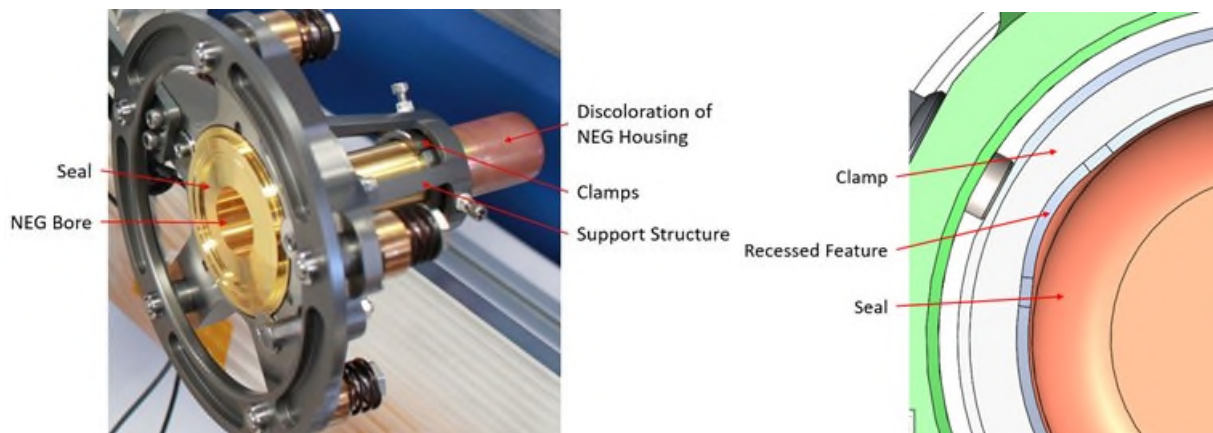 Discoloration of
NEG Housing
Seal
Clamps
NEG Bore
Support Structure
Clamp
Recessed Feature
Seal